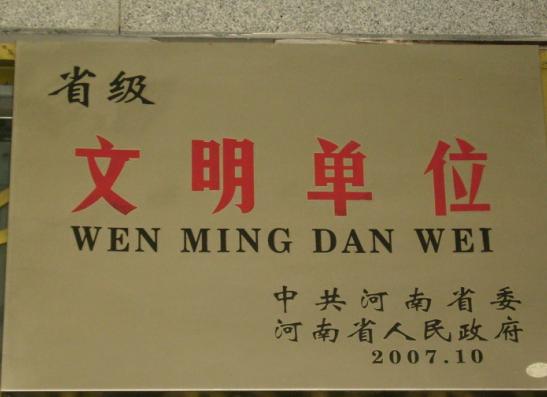 省级
文明单位
WEN MING DAN WEI
中共河南省委
河南省人民政府
2007.10